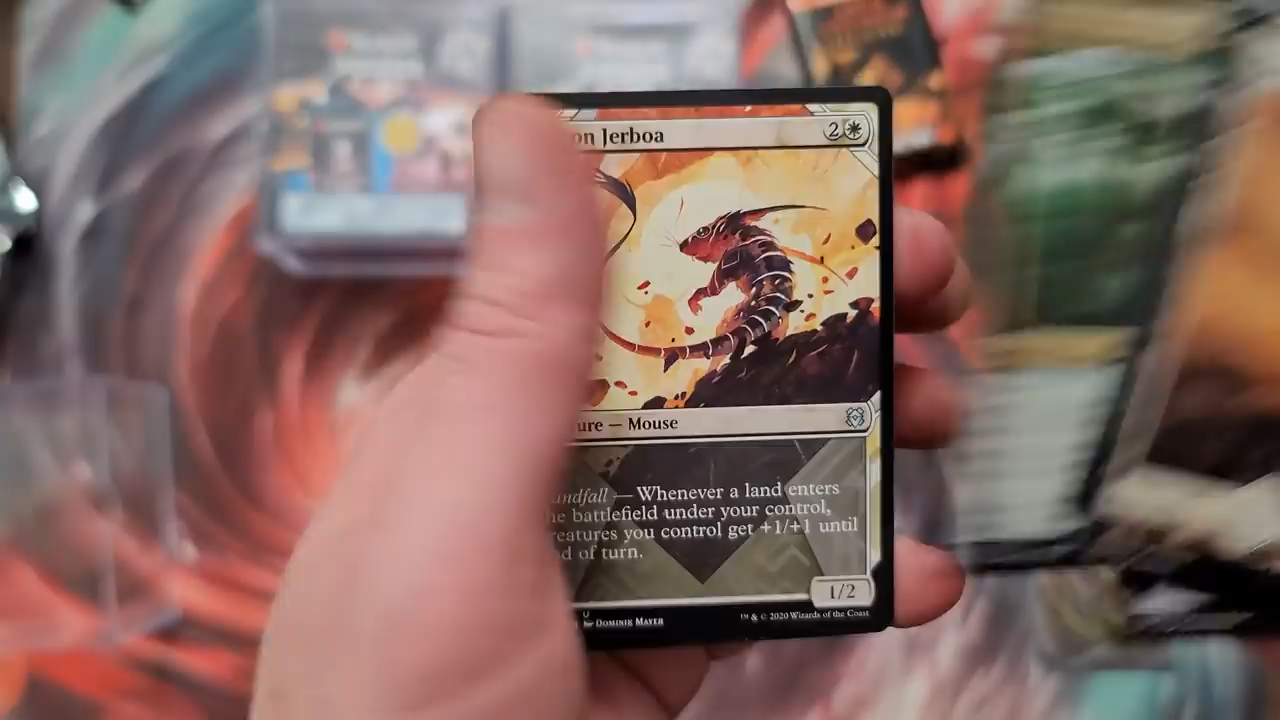 on Jerboa 2
ure — Mouse
andfall — Whenever a land enters
he battlefield under your control,
reatures you control get +1/+1 until
d of turn.
1/2
U
Dominik Mayer ™ & © 2020 Wizards of the Coast